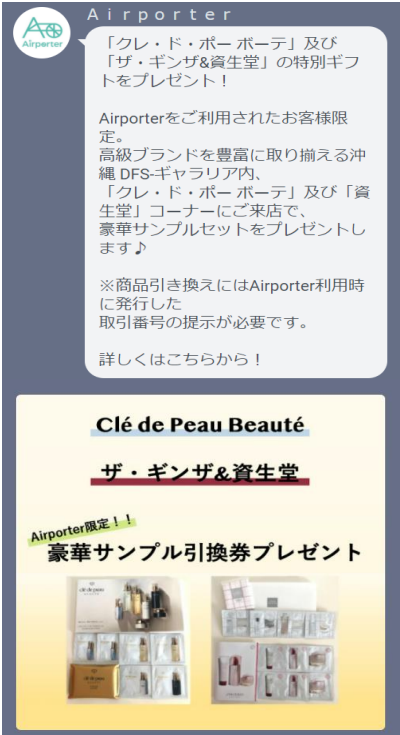 Airporter
Airporter
「クレ・ド・ポー ボーテ」及び
「ザ・ギンザ&資生堂」の特別ギフ
トをプレゼント！
Airporterをご利用されたお客様限
定。
高級ブランドを豊富に取り揃える沖
縄 DFS-ギャラリア内、
「クレ・ド・ポー ボーテ」及び「資
生堂」コーナーにご来店で、
豪華サンプルセットをプレゼントし
ます♪
※商品引き換えにはAirporter利用時
に発行した
取引番号の提示が必要です。
詳しくはこちらから！
Clé de Peau Beauté
ザ・ギンザ&資生堂
Airporter限定！！
豪華サンプル引換券プレゼント
clé de peau